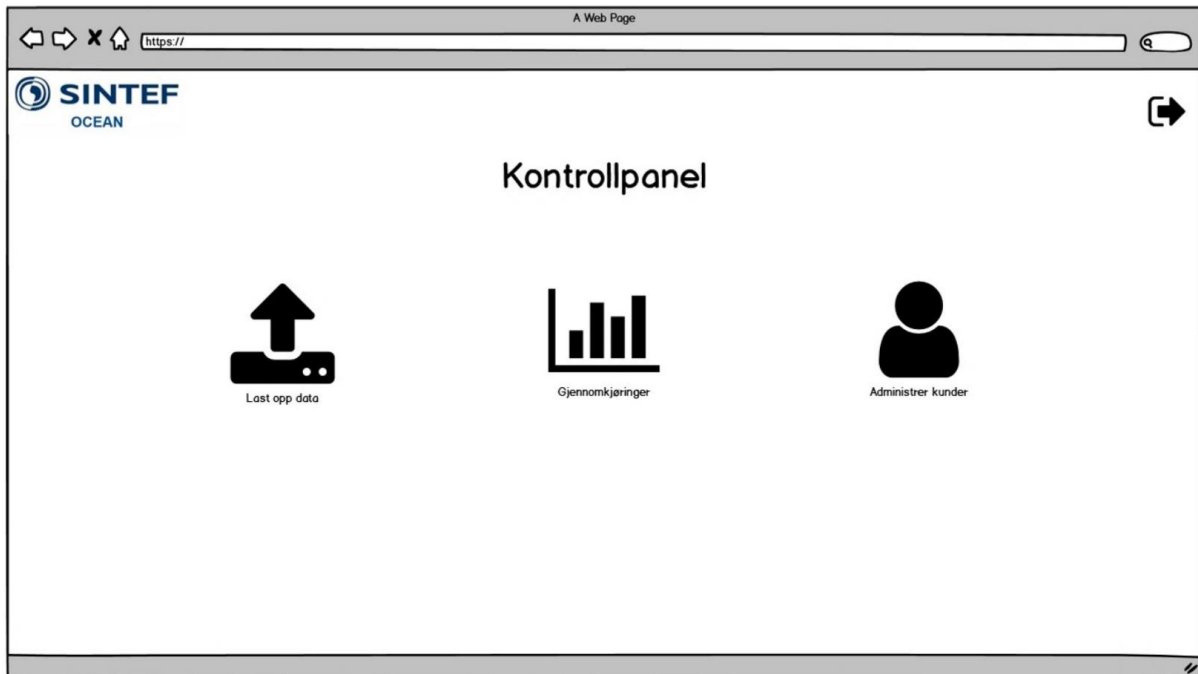 A Web Page
https://
SINTEF
OCEAN
Kontrollpanel
Last opp data
Gjennomkjøringer
Administrer kunder